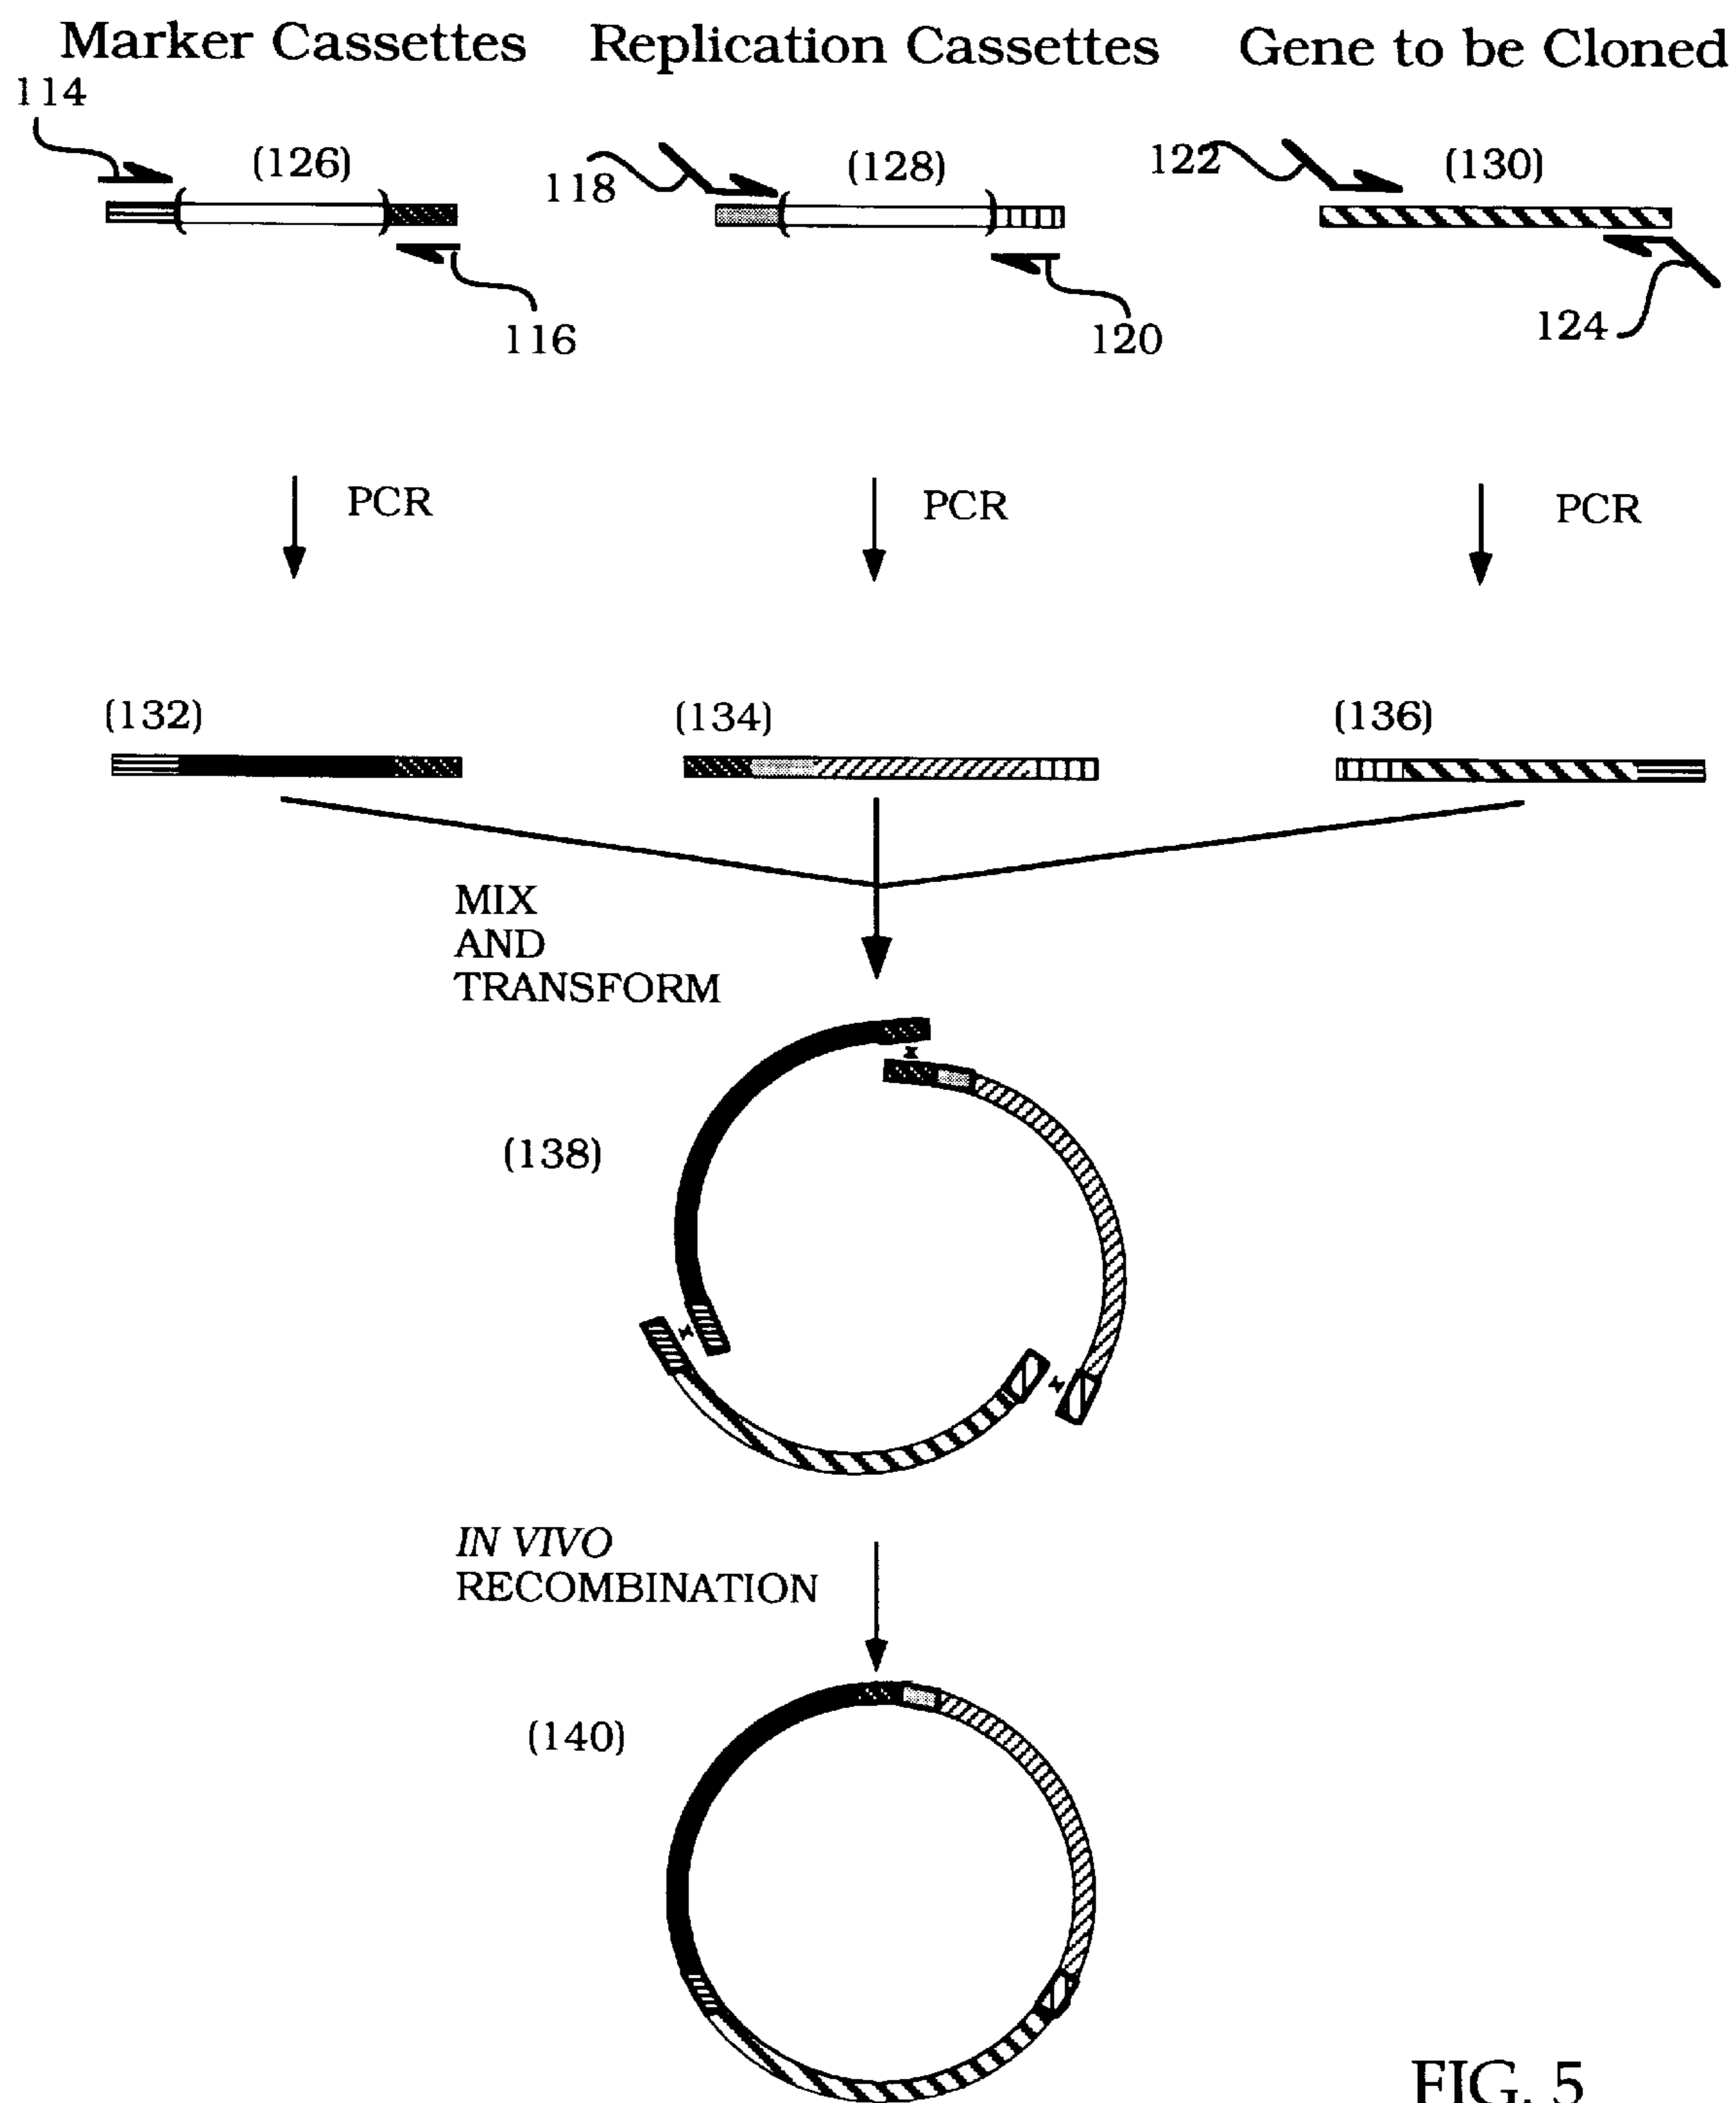 Marker Cassettes
Replication Cassettes
Gene to be Cloned
114
(126)
118
(128)
122
(130)
116
120
124
PCR
PCR
PCR
(132)
(134)
(136)
MIX
AND
TRANSFORM
(138)
IN VIVO
RECOMBINATION
(140)
FIG. 5